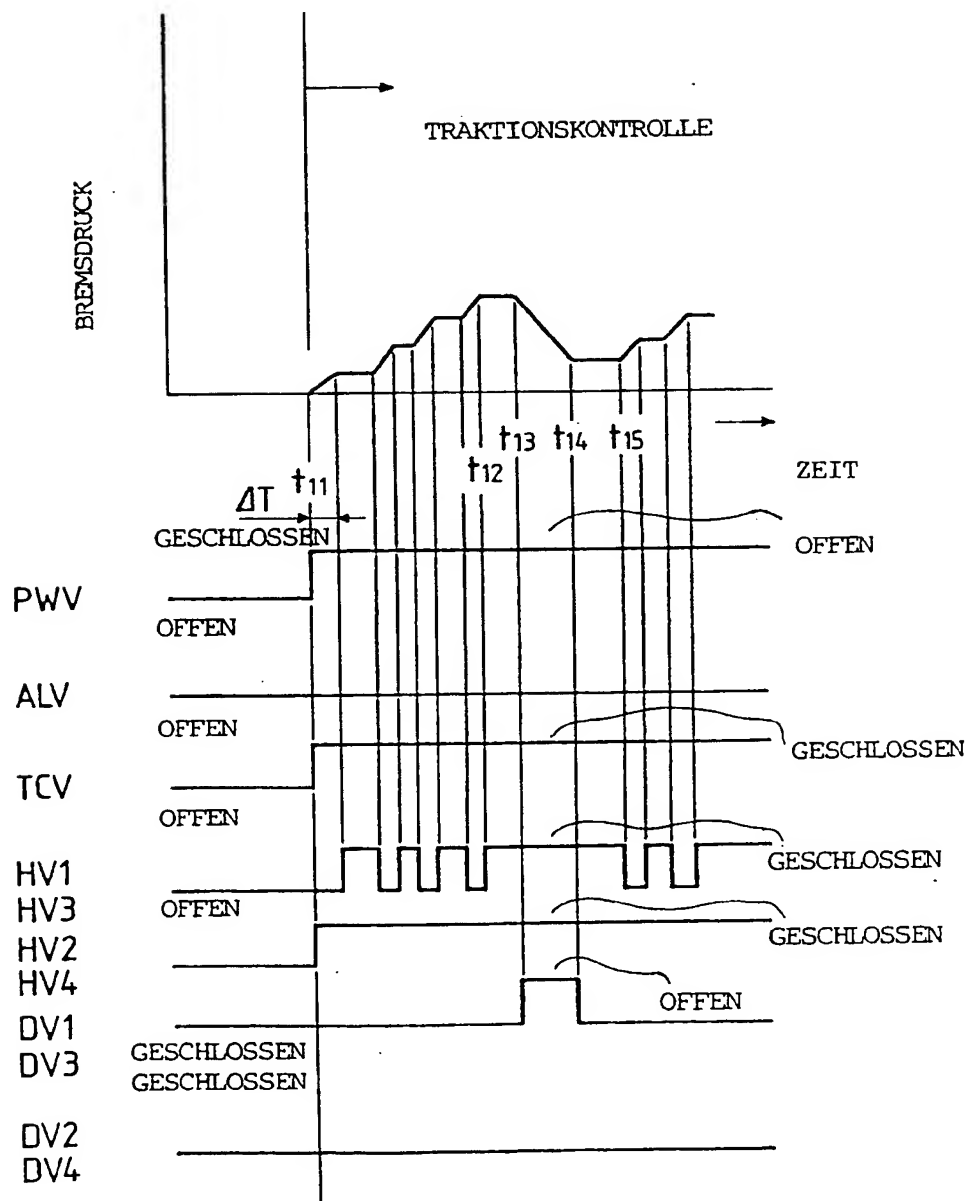 TRAKTIONSKONTROLLE
BREMSDRUCK
t13 t14 t15
t11 t12
ZEIT
ΔT
GESCHLOSSEN
OFFEN
PWV
OFFEN
ALV
OFFEN
GESCHLOSSEN
TCV
OFFEN
HV1
GESCHLOSSEN
HV3
OFFEN
GESCHLOSSEN
HV2
HV4
OFFEN
DV1
GESCHLOSSEN
DV3
GESCHLOSSEN
DV2
DV4